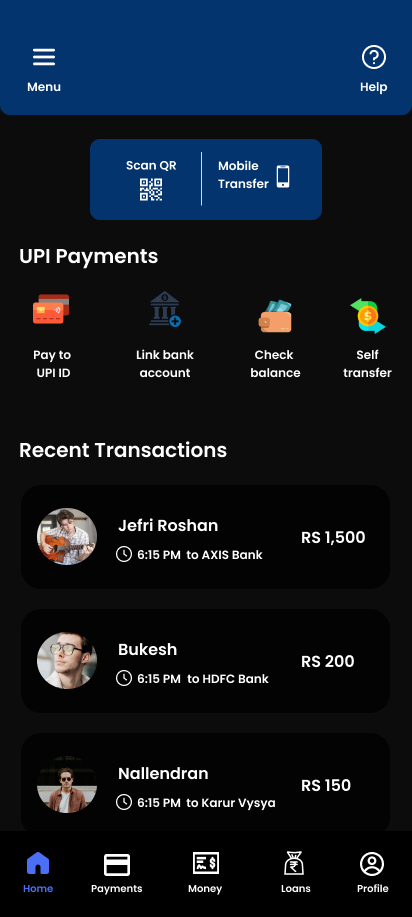 Menu
Help
Scan QR
Mobile
Transfer
UPI Payments
Pay to
UPI ID
Link bank
account
Check
balance
Self
transfer
Recent Transactions
Jefri Roshan
6:15 PM to AXIS Bank
RS 1,500
Bukesh
6:15 PM to HDFC Bank
RS 200
Nallendran
6:15 PM to Karur Vysya
RS 150
Home
Payments
Money
Loans
Profile